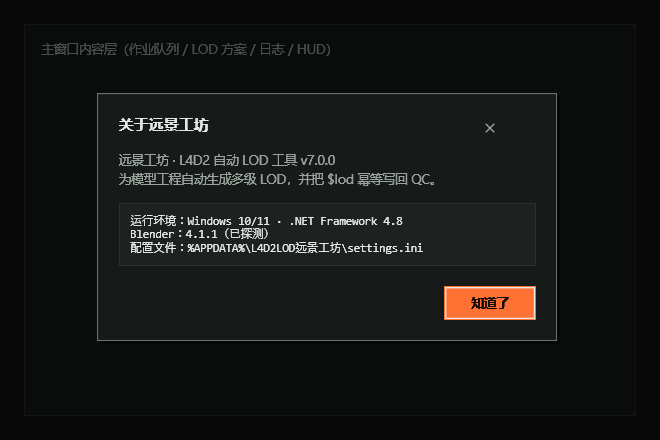 主窗口内容层（作业队列 / LOD 方案 / 日志 / HUD）
关于远景工坊
×
远景工坊 · L4D2 自动 LOD 工具 v7.0.0
为模型工程自动生成多级 LOD，并把 $lod 幂等写回 QC。
运行环境：Windows 10/11 · .NET Framework 4.8
Blender：4.1.1（已探测）
配置文件：%APPDATA%\L4D2LOD远景工坊\settings.ini
知道了